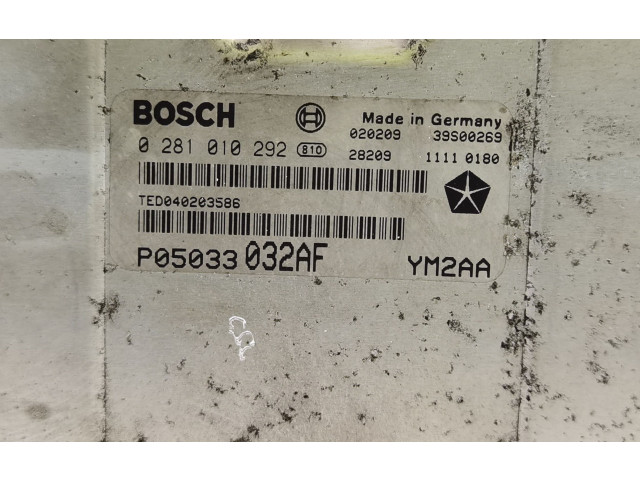 BOSCH
Made in Germany
020209 39S00269
0 281 010 292 810
28209 1111 0180
TED040203586
P05033 032AF YM2AA